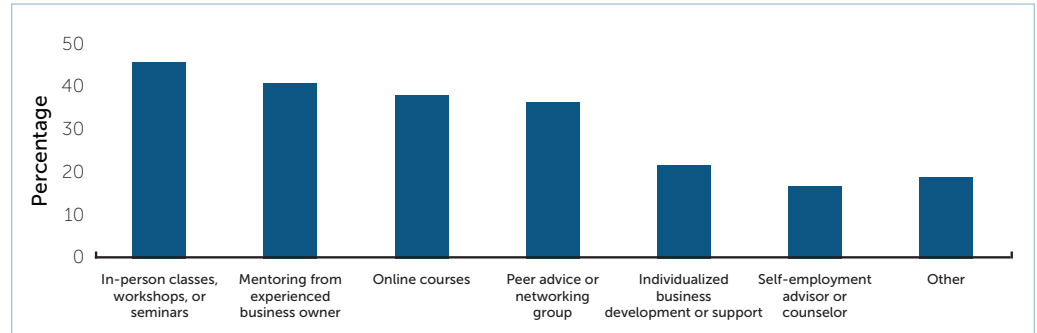 Percentage
50
40
30
20
10
0
In-person classes,
workshops, or
seminars
Mentoring from
experienced
business owner
Online courses
Peer advice or
networking
group
Individualized
business
development or support
Self-employment
advisor or
counselor
Other